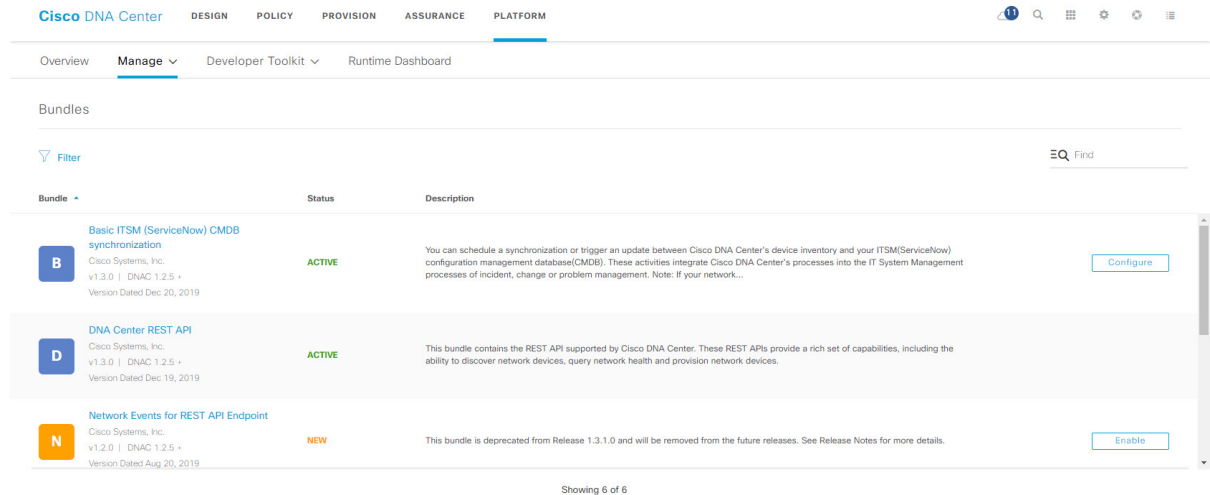 Cisco DNA Center DESIGN POLICY PROVISION ASSURANCE PLATFORM 11
Overview Manage Developer Toolkit Runtime Dashboard
Bundles
Filter Find
Bundle Status Description
Basic ITSM (ServiceNow) CMDB
synchronization
Cisco Systems, Inc.
v1.3.0 | DNAC 1.2.5 +
Version Dated Dec 20, 2019
B
ACTIVE
You can schedule a synchronization or trigger an update between Cisco DNA Center's device inventory and your ITSM(ServiceNow)
configuration management database(CMDB). These activities integrate Cisco DNA Center's processes into the IT System Management
processes of incident, change or problem management. Note: If your network...
Configure
DNA Center REST API
Cisco Systems, Inc.
v1.3.0 | DNAC 1.2.5 +
Version Dated Dec 19, 2019
D
ACTIVE
This bundle contains the REST API supported by Cisco DNA Center. These REST APIs provide a rich set of capabilities, including the
ability to discover network devices, query network health and provision network devices.
Network Events for REST API Endpoint
Cisco Systems, Inc.
v1.2.0 | DNAC 1.2.5 +
Version Dated Aug 20, 2019
N
NEW
This bundle is deprecated from Release 1.3.1.0 and will be removed from the future releases. See Release Notes for more details.
Enable
Showing 6 of 6